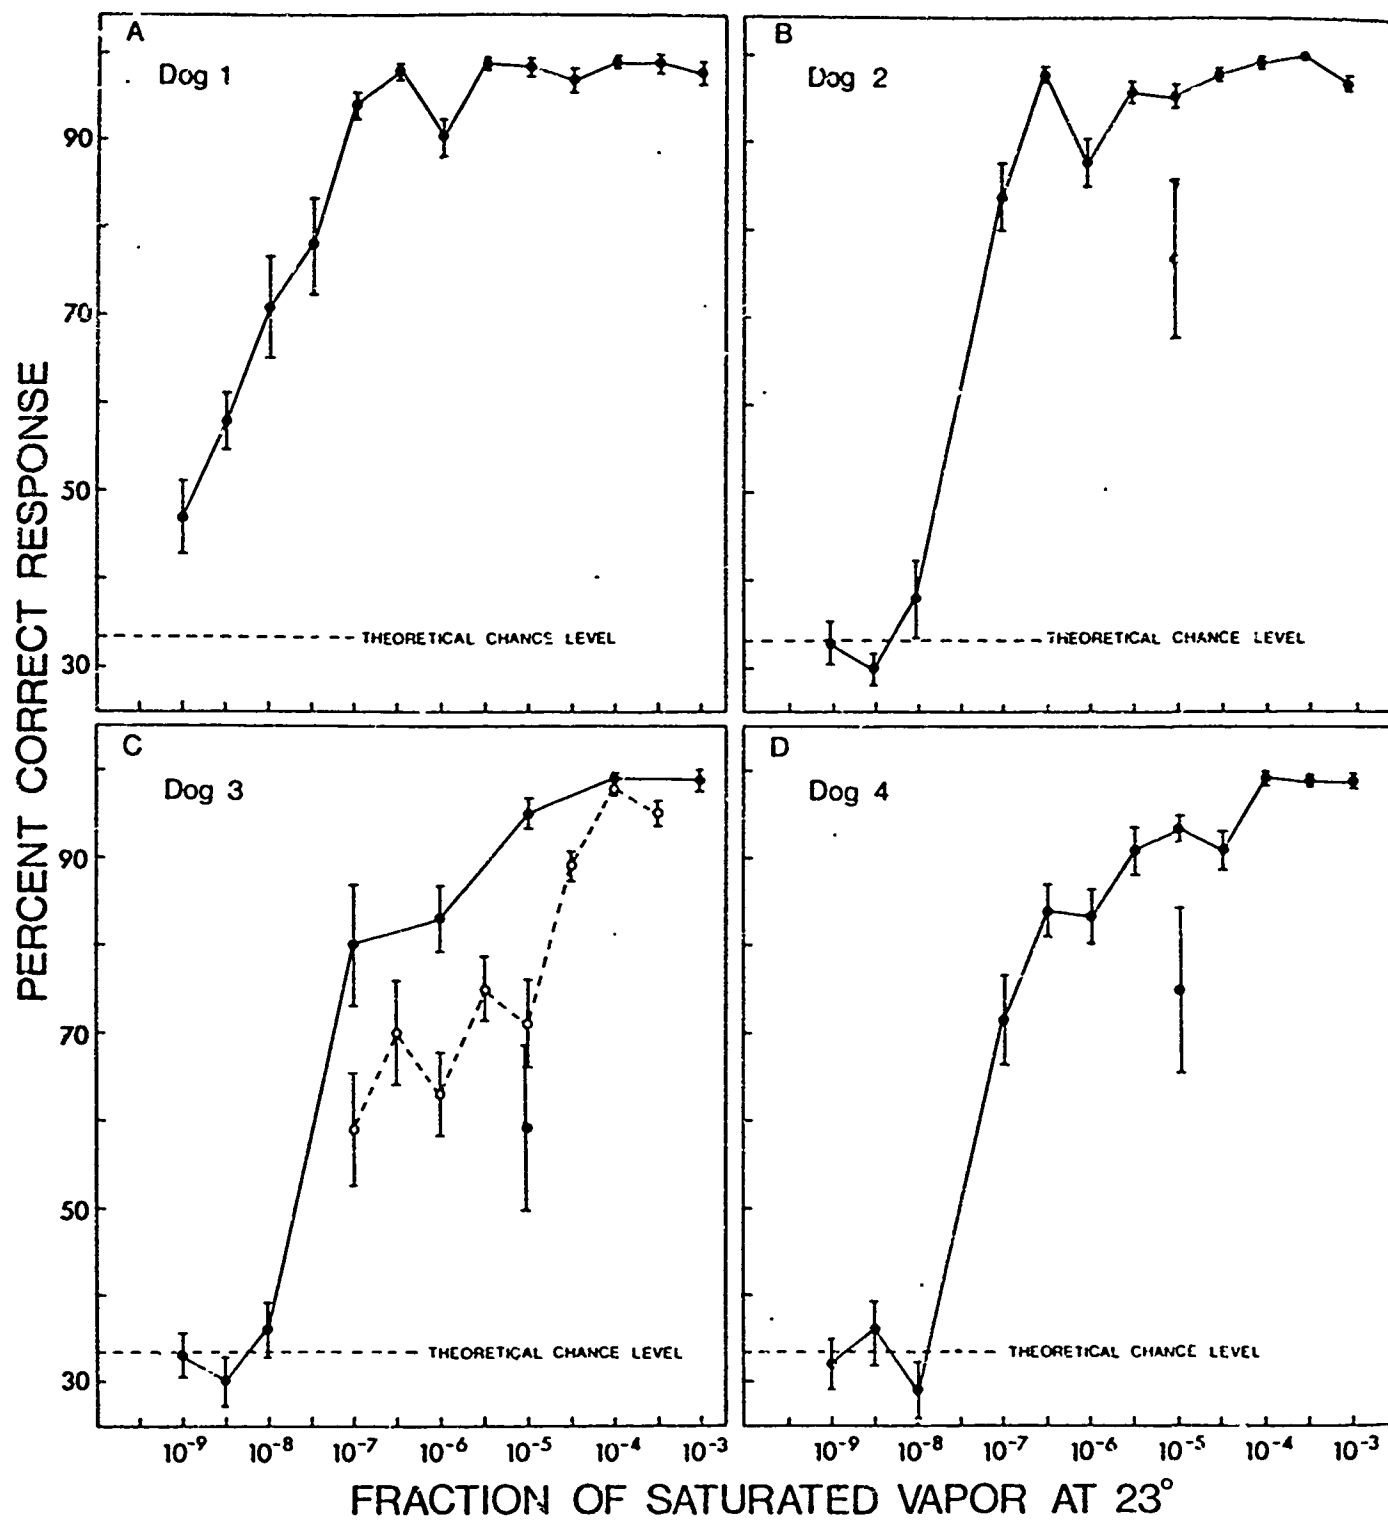 A
Dog 1
90
70
50
30
THEORETICAL CHANCE LEVEL
B
Dog 2
THEORETICAL CHANCE LEVEL
C
Dog 3
90
70
50
30
THEORETICAL CHANCE LEVEL
D
Dog 4
THEORETICAL CHANCE LEVEL
10⁻⁹ 10⁻⁸ 10⁻⁷ 10⁻⁶ 10⁻⁵ 10⁻⁴ 10⁻³
10⁻⁹ 10⁻⁸ 10⁻⁷ 10⁻⁶ 10⁻⁵ 10⁻⁴ 10⁻³
PERCENT CORRECT RESPONSE
FRACTION OF SATURATED VAPOR AT 23°